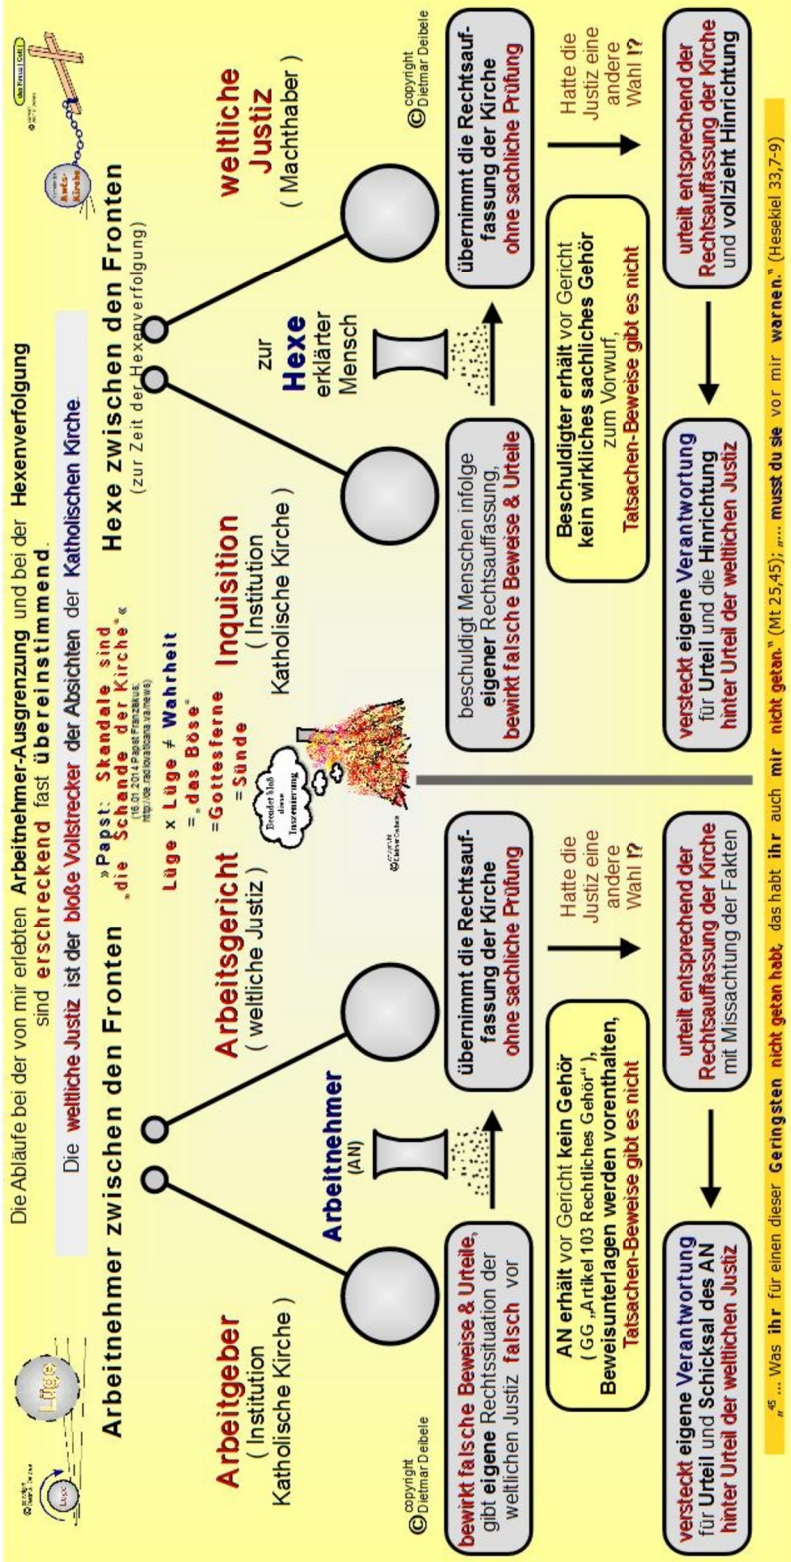 Die Abläufe bei der von mir erlebten Arbeitnehmer-Ausgrenzung und bei der Hexenverfolgung
sind erschreckend fast übereinstimmend.
Die weltliche Justiz ist der bloße Vollstrecker der Absichten der Katholischen Kirche.
Lüge
Amts-
Kirche
Arbeitnehmer zwischen den Fronten
» Papst: Skandale sind
„die Schande der Kirche“ «
(16.01.2014 Papst Franziskus;
http://de.radiovaticana.va/news)
Lüge x Lüge ≠ Wahrheit
= „das Böse“
=Gottesferne
=Sünde
Beendet bloß
diese
Inszenierung
Arbeitgeber
( Institution
Katholische Kirche )
Arbeitnehmer
(AN)
Arbeitsgericht
( weltliche Justiz )
© copyright
Dietmar Deibele
bewirkt falsche Beweise & Urteile,
gibt eigene Rechtssituation der
weltlichen Justiz falsch vor
übernimmt die Rechtsauf-
fassung der Kirche
ohne sachliche Prüfung
AN erhält vor Gericht kein Gehör
( GG „Artikel 103 Rechtliches Gehör“ ),
Beweisunterlagen werden vorenthalten,
Tatsachen-Beweise gibt es nicht
Hatte die
Justiz eine
andere
Wahl !?
versteckt eigene Verantwortung
für Urteil und Schicksal des AN
hinter Urteil der weltlichen Justiz
urteilt entsprechend der
Rechtsauffassung der Kirche
mit Missachtung der Fakten
Hexe zwischen den Fronten
(zur Zeit der Hexenverfolgung)
Inquisition
( Institution
Katholische Kirche )
zur
Hexe
erklärter
Mensch
weltliche
Justiz
( Machthaber )
© copyright
Dietmar Deibele
beschuldigt Menschen infolge
eigener Rechtsauffassung,
bewirkt falsche Beweise & Urteile
übernimmt die Rechtsauf-
fassung der Kirche
ohne sachliche Prüfung
Beschuldigter erhält vor Gericht
kein wirkliches sachliches Gehör
zum Vorwurf,
Tatsachen-Beweise gibt es nicht
Hatte die
Justiz eine
andere
Wahl !?
versteckt eigene Verantwortung
für Urteil und die Hinrichtung
hinter Urteil der weltlichen Justiz
urteilt entsprechend der
Rechtsauffassung der Kirche
und vollzieht Hinrichtung
„⁴⁵ ... Was ihr für einen dieser Geringsten nicht getan habt, das habt ihr auch mir nicht getan.“ (Mt 25,45); „... musst du sie vor mir warnen.“ (Hesekiel 33,7-9)